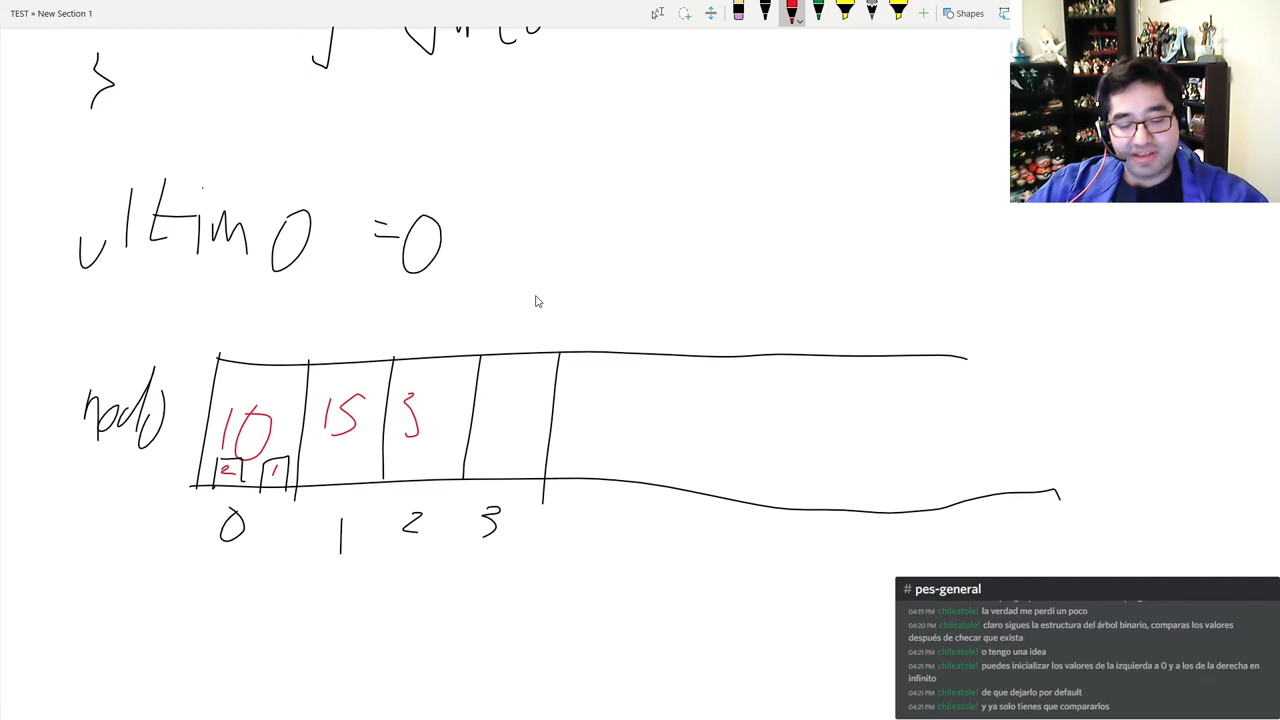 TEST » New Section 1
Shapes
}
ultimo =0
nodo
10 15 3
2 1
0 1 2 3
# pes-general
04:19 PM chileatole! la verdad me perdí un poco
04:20 PM chileatole! claro sigues la estructura del árbol binario, comparas los valores
después de checar que exista
04:21 PM chileatole! o tengo una idea
04:21 PM chileatole! puedes inicializar los valores de la izquierda a 0 y a los de la derecha en
infinito
04:21 PM chileatole! de que dejarlo por default
04:21 PM chileatole! y ya solo tienes que compararlos